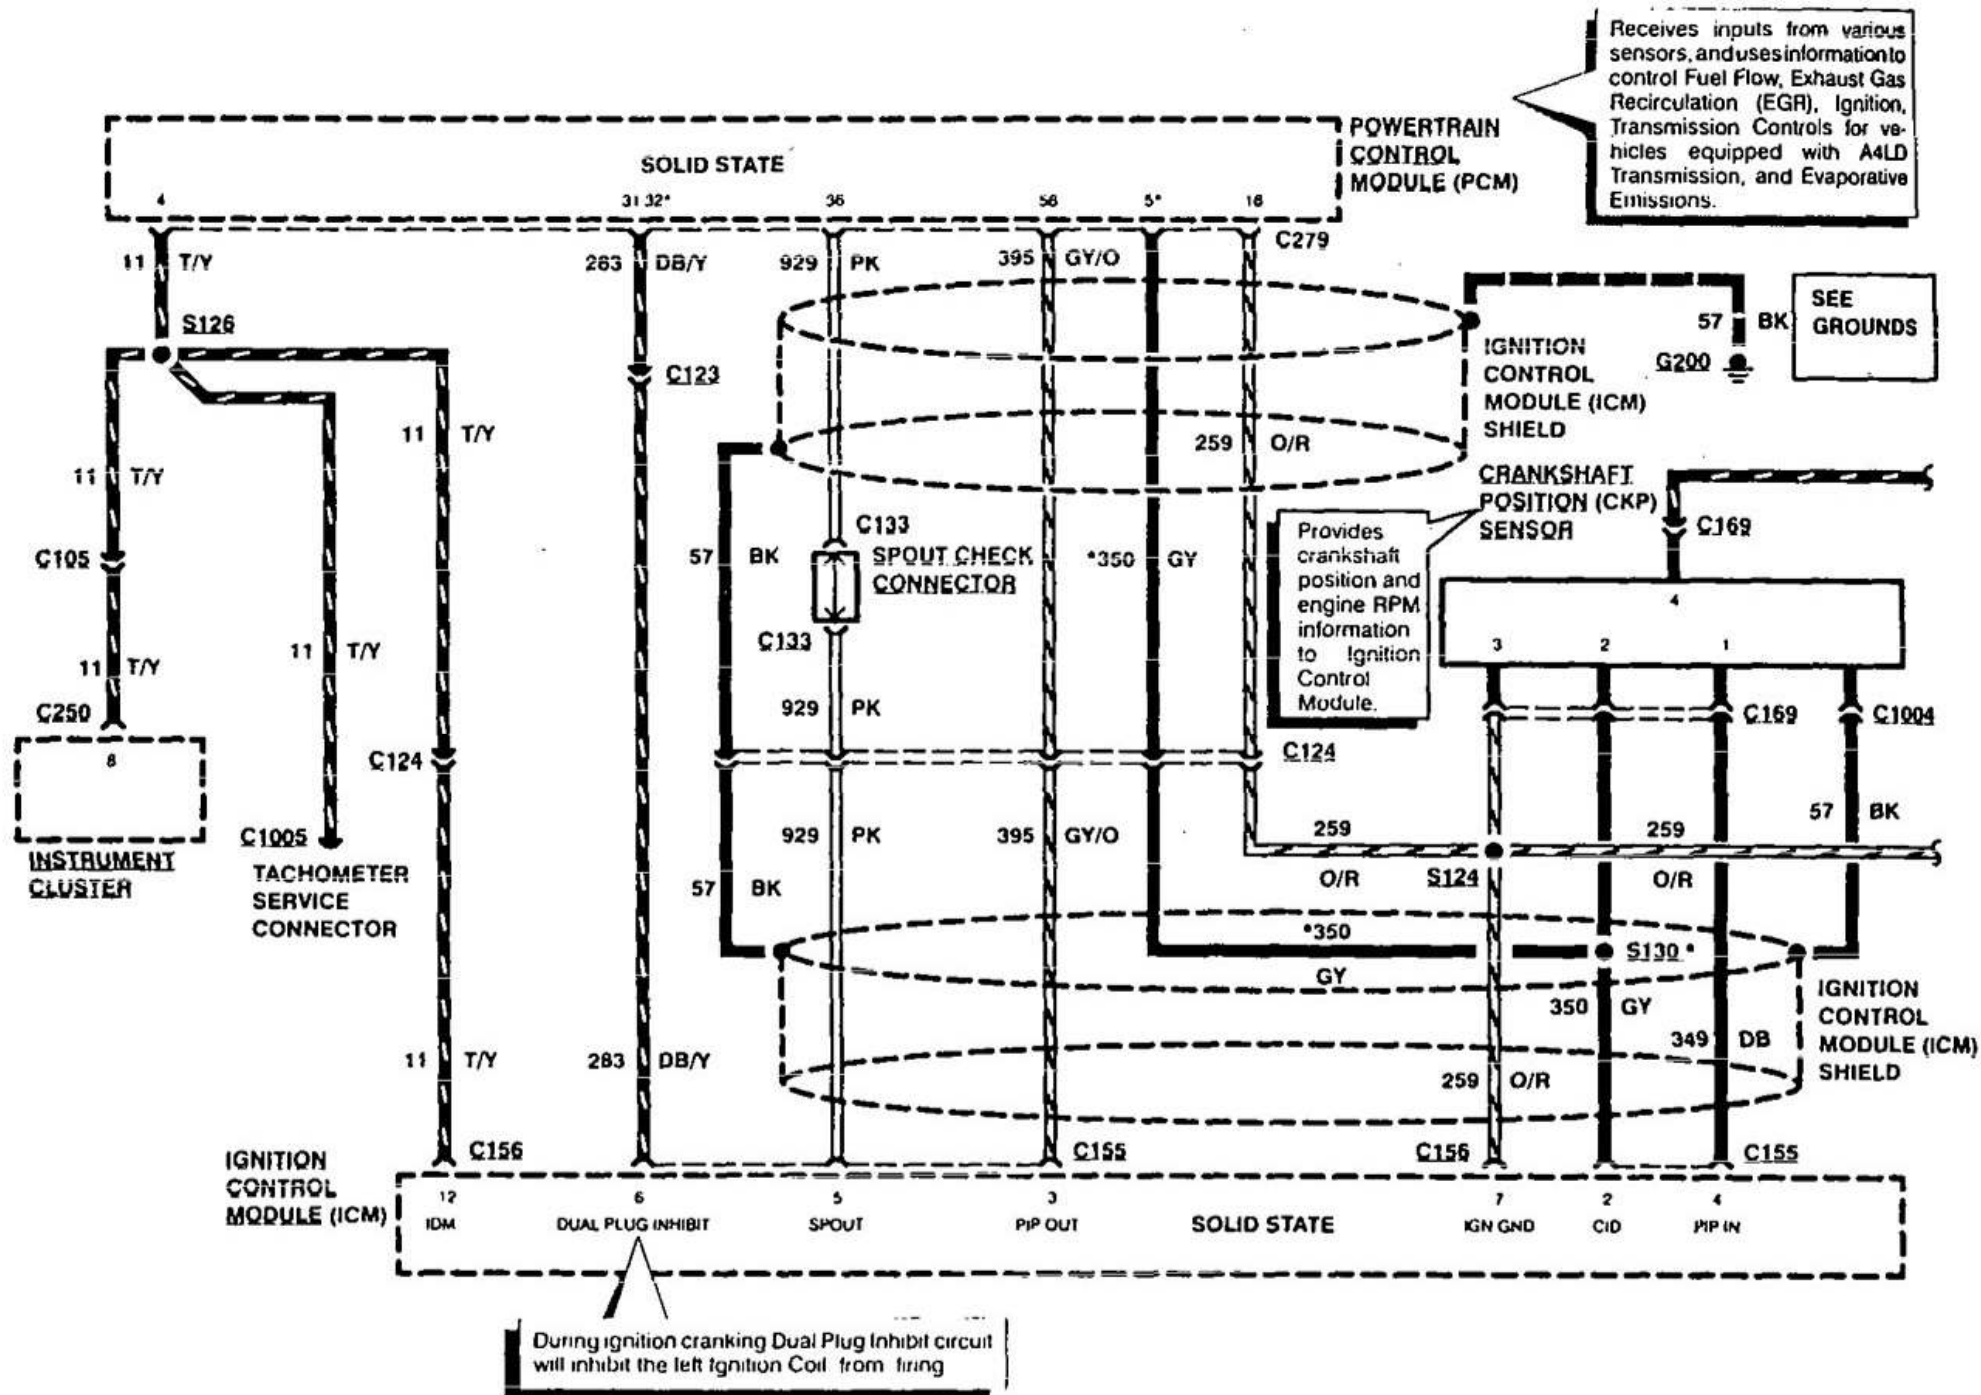 Receives inputs from various
sensors, and uses information to
control Fuel Flow, Exhaust Gas
Recirculation (EGR), Ignition,
Transmission Controls for ve-
hicles equipped with A4LD
Transmission, and Evaporative
Emissions.
POWERTRAIN
CONTROL
MODULE (PCM)
SOLID STATE
4 31 32* 36 56 5* 16
C279
11 T/Y 283 DB/Y 929 PK 395 GY/O
S126
57 BK
SEE
GROUNDS
G200
C123
IGNITION
CONTROL
MODULE (ICM)
SHIELD
11 T/Y
259 O/R
11 T/Y
CRANKSHAFT
POSITION (CKP)
SENSOR
C169
C133
SPOUT CHECK
CONNECTOR
C133
C105
57 BK
*350 GY
Provides
crankshaft
position and
engine RPM
information
to Ignition
Control
Module.
4
3 2 1
11 T/Y
11 T/Y
C250
929 PK
C169
C1004
8
C124
C124
INSTRUMENT
CLUSTER
C1005
TACHOMETER
SERVICE
CONNECTOR
929 PK
395 GY/O
259
O/R
S124
259
O/R
57 BK
57 BK
*350
GY
S130*
350 GY
349 DB
IGNITION
CONTROL
MODULE (ICM)
SHIELD
11 T/Y
283 DB/Y
259 O/R
IGNITION
CONTROL
MODULE (ICM)
C156
C155
C156
C155
12 6 5 3 7 2 4
IDM DUAL PLUG INHIBIT SPOUT PIP OUT SOLID STATE IGN GND CID PIP IN
During ignition cranking Dual Plug Inhibit circuit
will inhibit the left Ignition Coil from firing